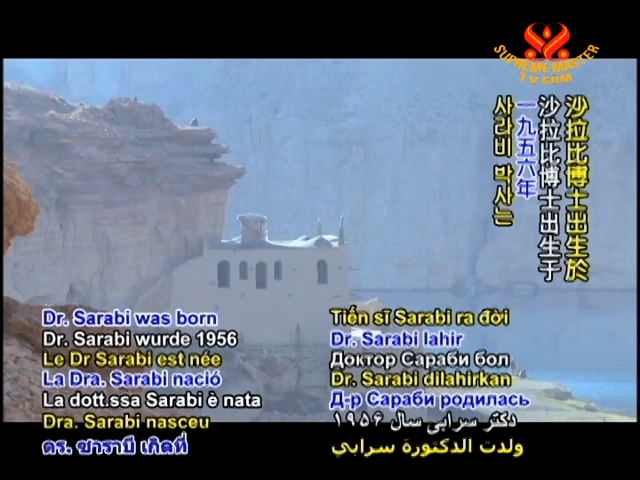 SUPREME MASTER
TV.COM
沙拉比博士出生於
沙拉比博士出生于
一九五六年
사라비 박사는
Dr. Sarabi was born
Dr. Sarabi wurde 1956
Le Dr Sarabi est née
La Dra. Sarabi nació
La dott.ssa Sarabi è nata
Dra. Sarabi nasceu
ดร. ซาราบี เกิดที่
Tiến sĩ Sarabi ra đời
Dr. Sarabi lahir
Доктор Сараби бол
Dr. Sarabi dilahirkan
Д-р Сараби родилась
دکتر سرابی سال ۱۹۵۶
ولدت الدكتورة سرابي